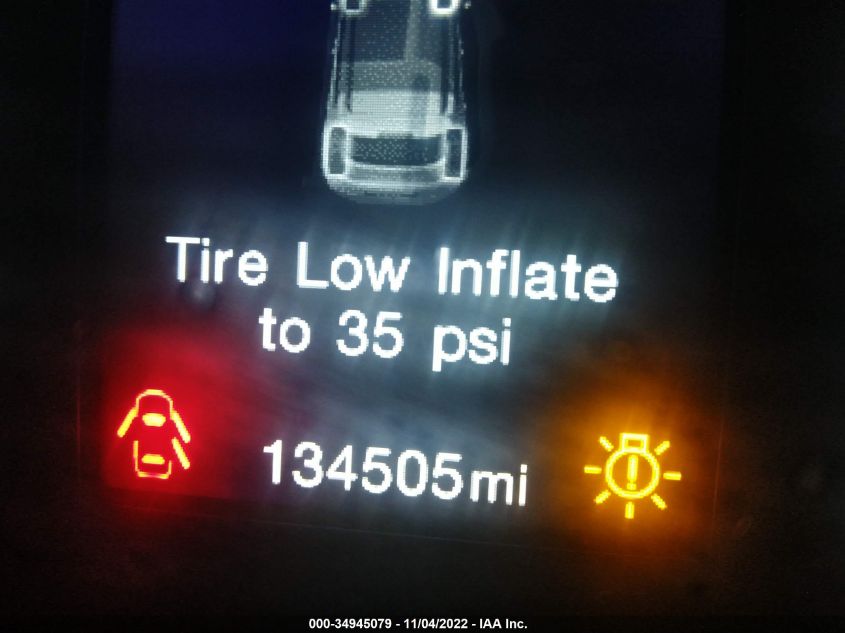 Tire Low Inflate
to 35 psi
134505mi
000-34945079 - 11/04/2022 - IAA Inc.